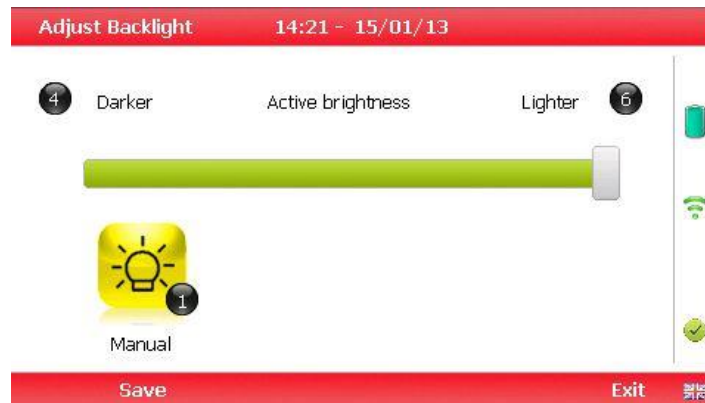 Adjust Backlight 14:21 - 15/01/13
4 Darker Active brightness Lighter 6
1
Manual
Save Exit